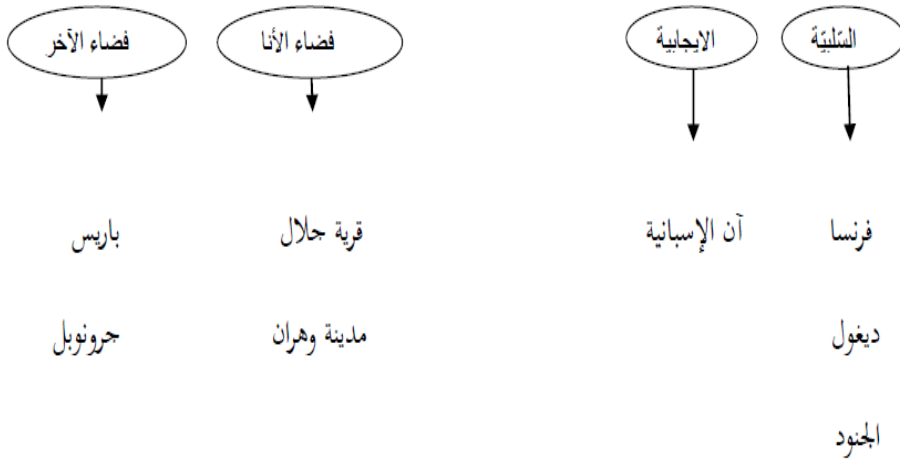 السّلبيّة الايجابية فضاء الأنا فضاء الآخر
فرنسا آن الإسبانية قرية جلال باريس
ديغول مدينة وهران جرونوبل
الجنود